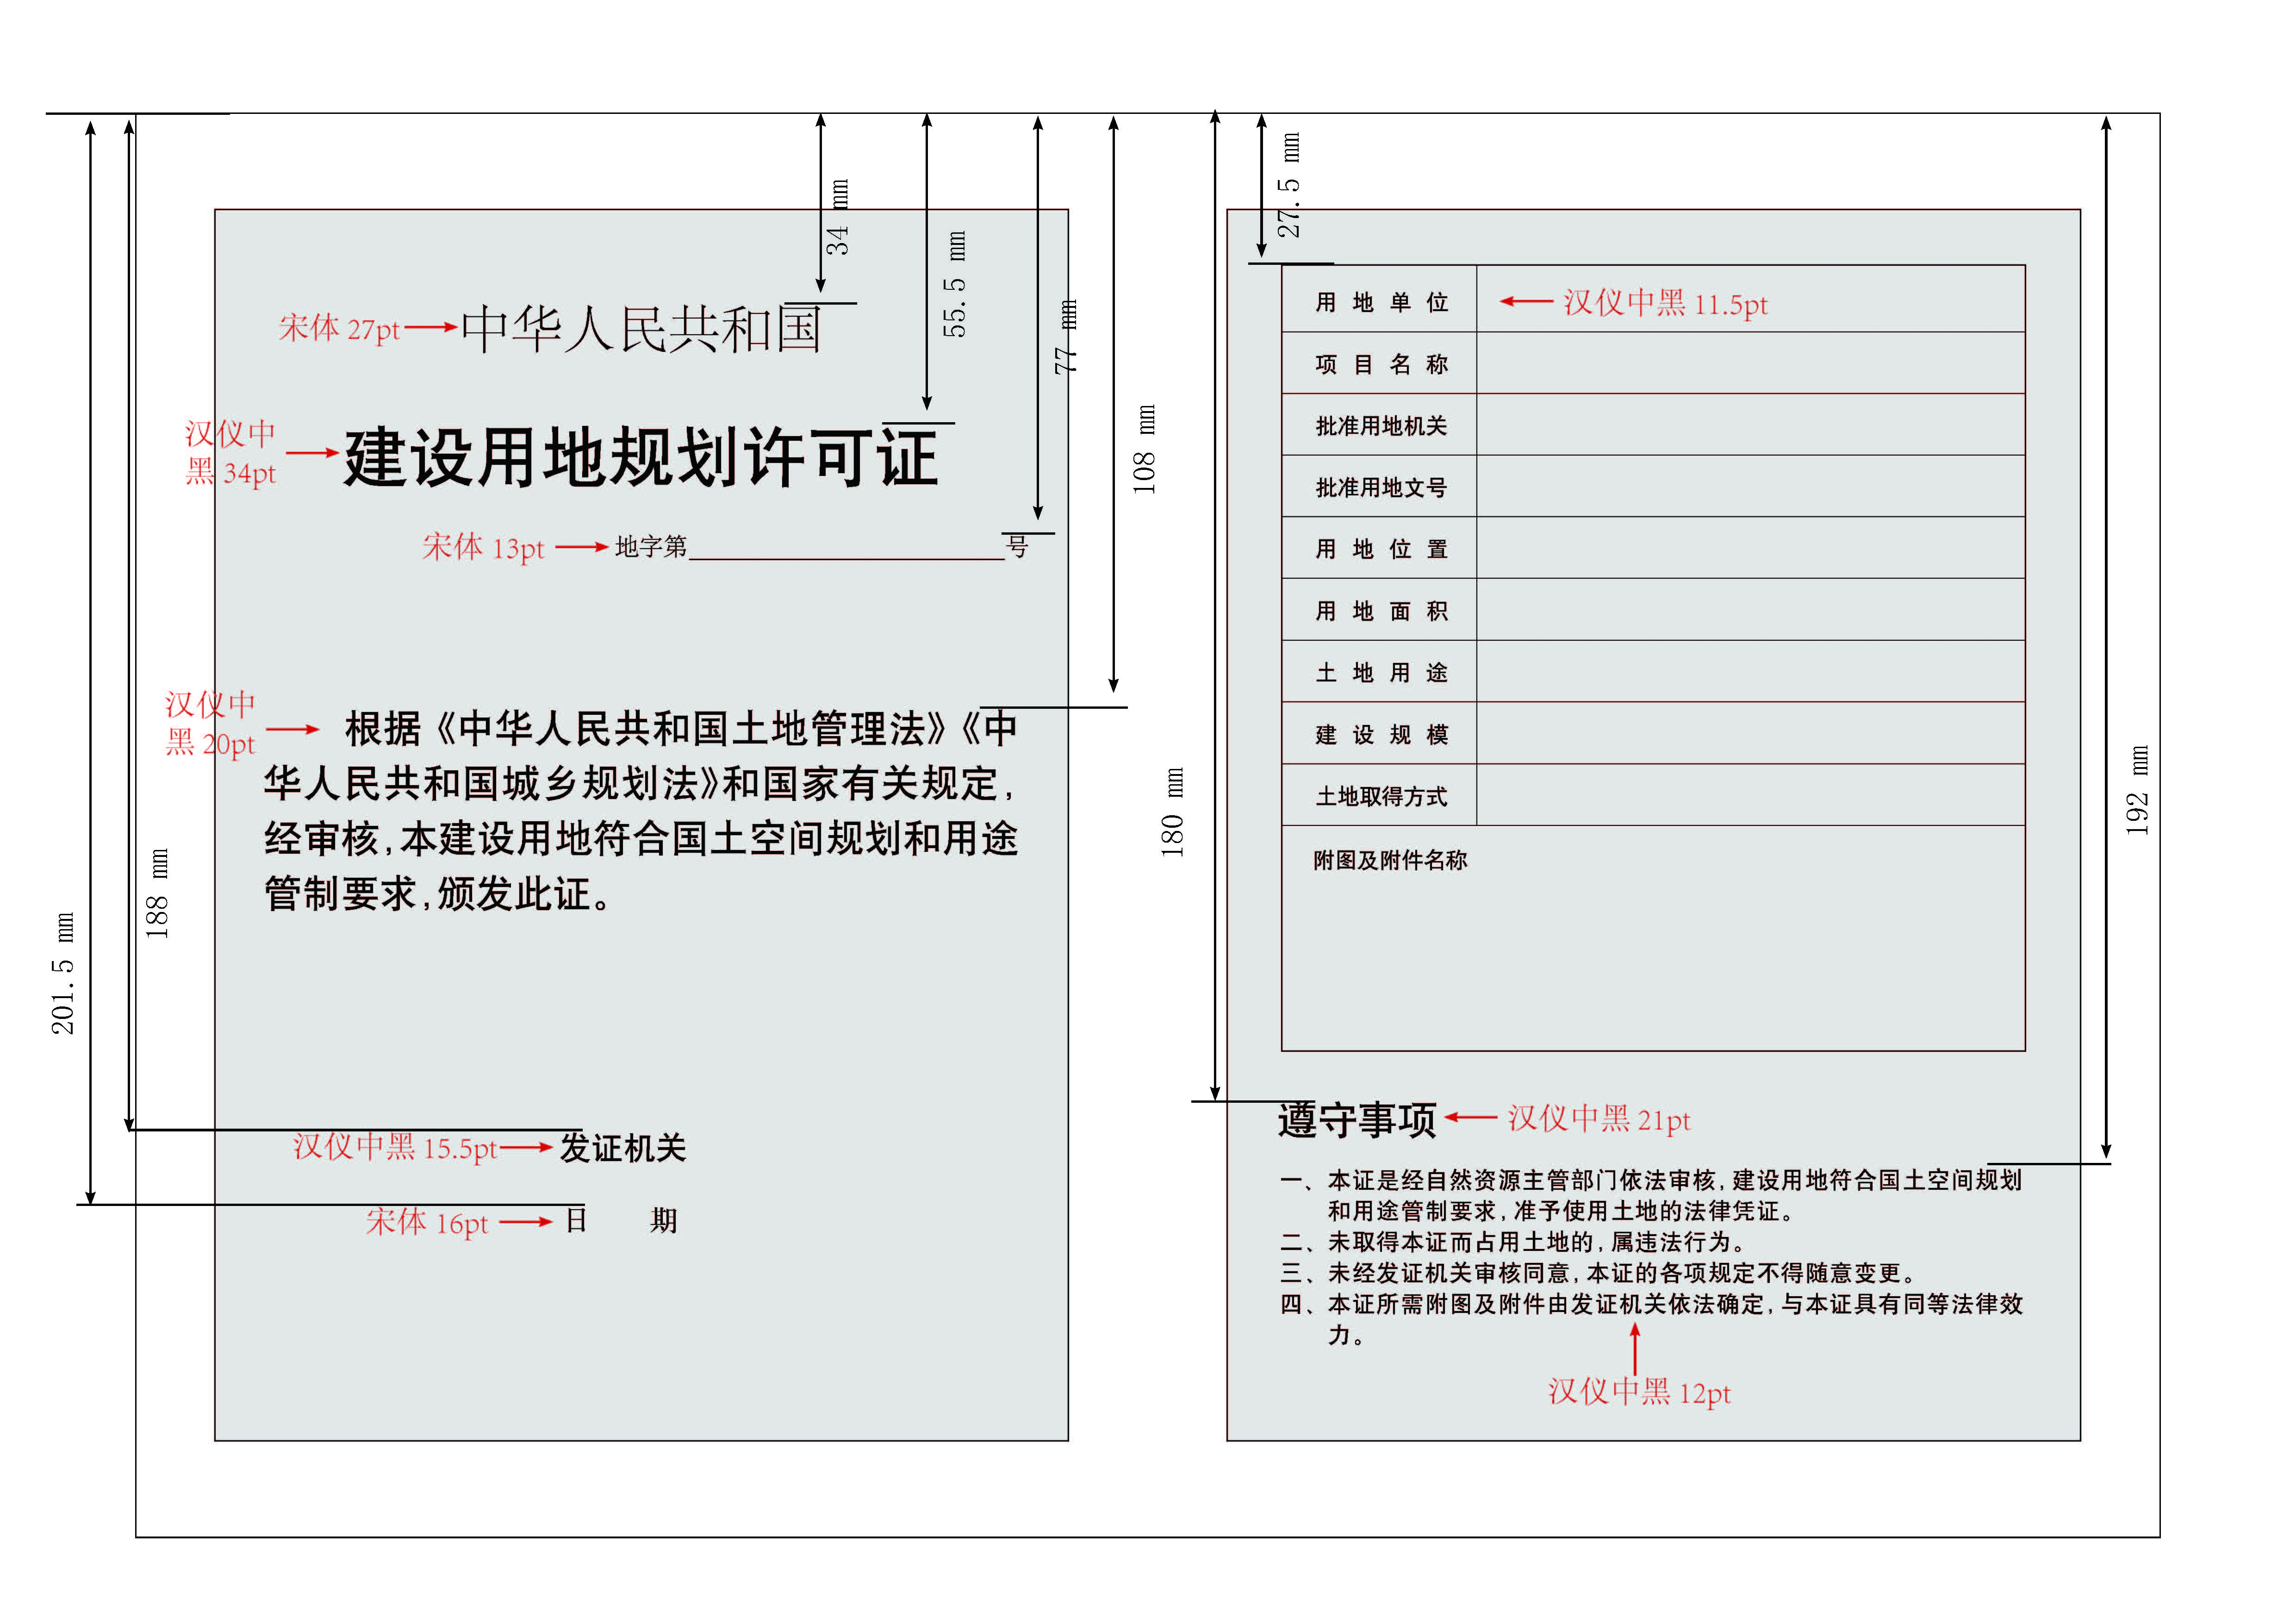 34 mm
55.5 mm
77 mm
108 mm
宋体 27pt
中华人民共和国
汉仪中
黑 34pt
建设用地规划许可证
宋体 13pt
地字第
号
汉仪中
黑 20pt
根据《中华人民共和国土地管理法》《中
华人民共和国城乡规划法》和国家有关规定,
经审核,本建设用地符合国土空间规划和用途
管制要求,颁发此证。
188 mm
201.5 mm
汉仪中黑 15.5pt
发证机关
宋体 16pt
日 期
27.5 mm
180 mm
192 mm
用地单位
汉仪中黑 11.5pt
项目名称
批准用地机关
批准用地文号
用地位置
用地面积
土地用途
建设规模
土地取得方式
附图及附件名称
遵守事项
汉仪中黑 21pt
一、本证是经自然资源主管部门依法审核,建设用地符合国土空间规划
和用途管制要求,准予使用土地的法律凭证。
二、未取得本证而占用土地的,属违法行为。
三、未经发证机关审核同意,本证的各项规定不得随意变更。
四、本证所需附图及附件由发证机关依法确定,与本证具有同等法律效
力。
汉仪中黑 12pt